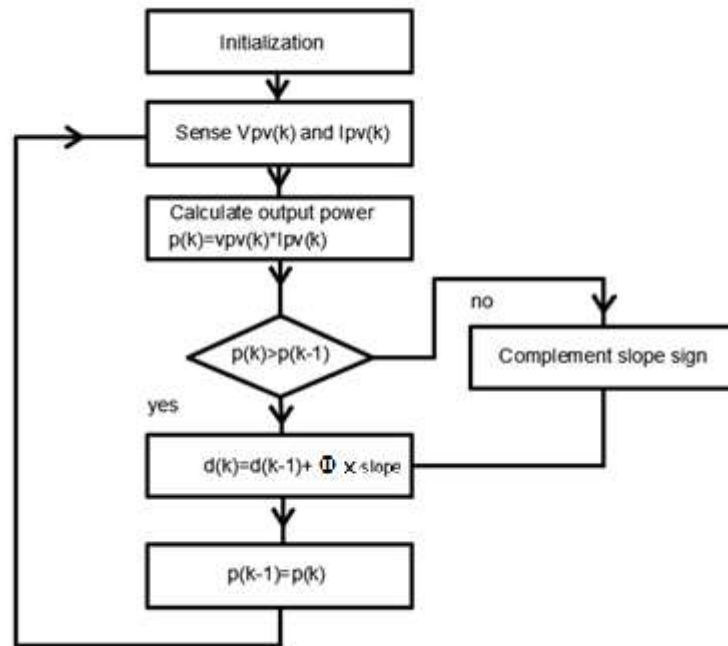 Initialization
Sense Vpv(k) and Ipv(k)
Calculate output power
p(k)=vpv(k)*Ipv(k)
no
p(k)>p(k-1)
Complement slope sign
yes
d(k)=d(k-1)+ Φ x slope
p(k-1)=p(k)